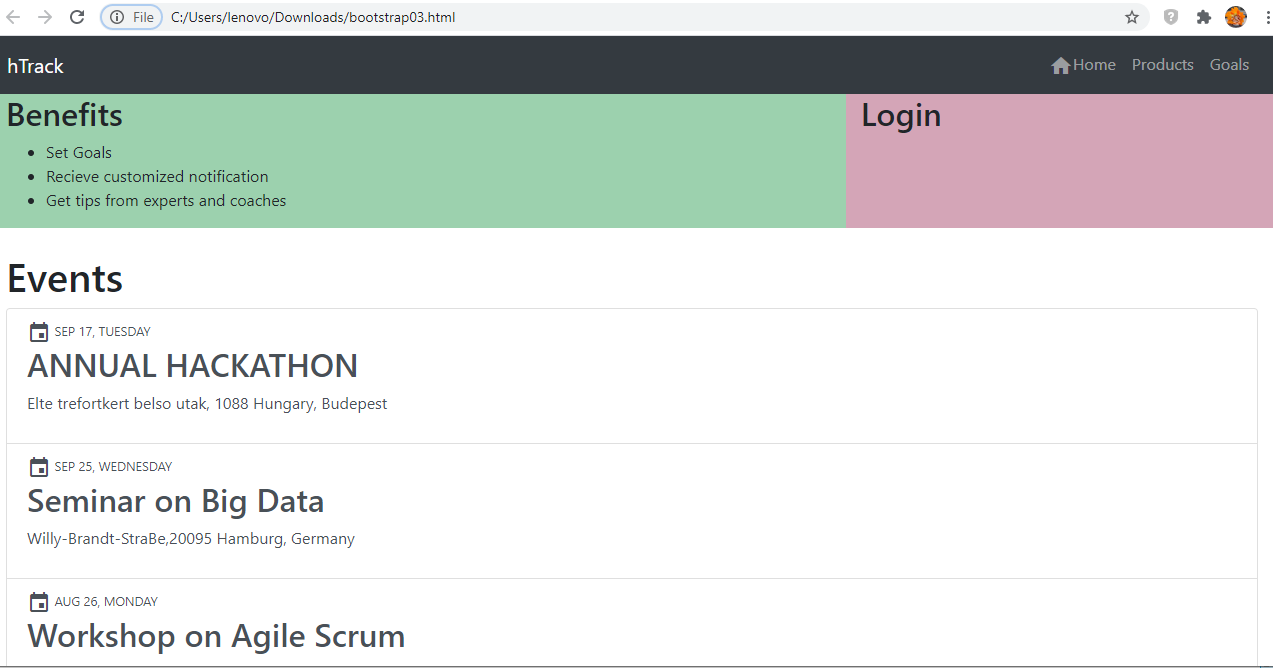 File C:/Users/lenovo/Downloads/bootstrap03.html
hTrack Home Products Goals
Benefits
Set Goals
Recieve customized notification
Get tips from experts and coaches
Login
Events
SEP 17, TUESDAY
ANNUAL HACKATHON
Elte trefortkert belso utak, 1088 Hungary, Budepest
SEP 25, WEDNESDAY
Seminar on Big Data
Willy-Brandt-StraBe,20095 Hamburg, Germany
AUG 26, MONDAY
Workshop on Agile Scrum